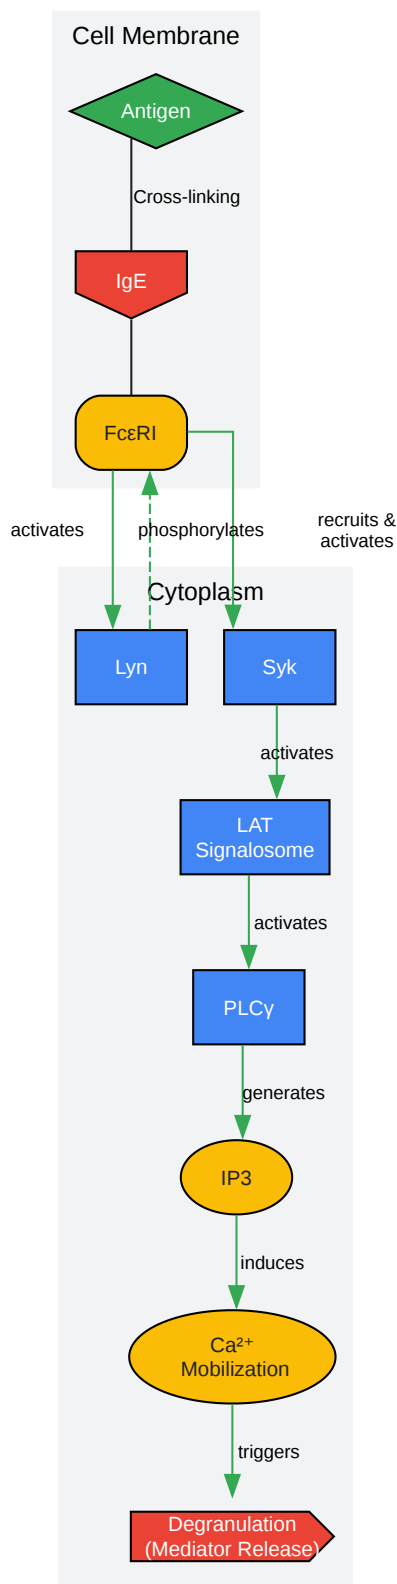 Cell Membrane
Antigen
Cross-linking
IgE
FcεRI
activates
phosphorylates
recruits &
activates
Cytoplasm
Lyn
Syk
activates
LAT
Signalosome
activates
PLCγ
generates
IP3
induces
Ca²⁺
Mobilization
triggers
Degranulation
(Mediator Release)